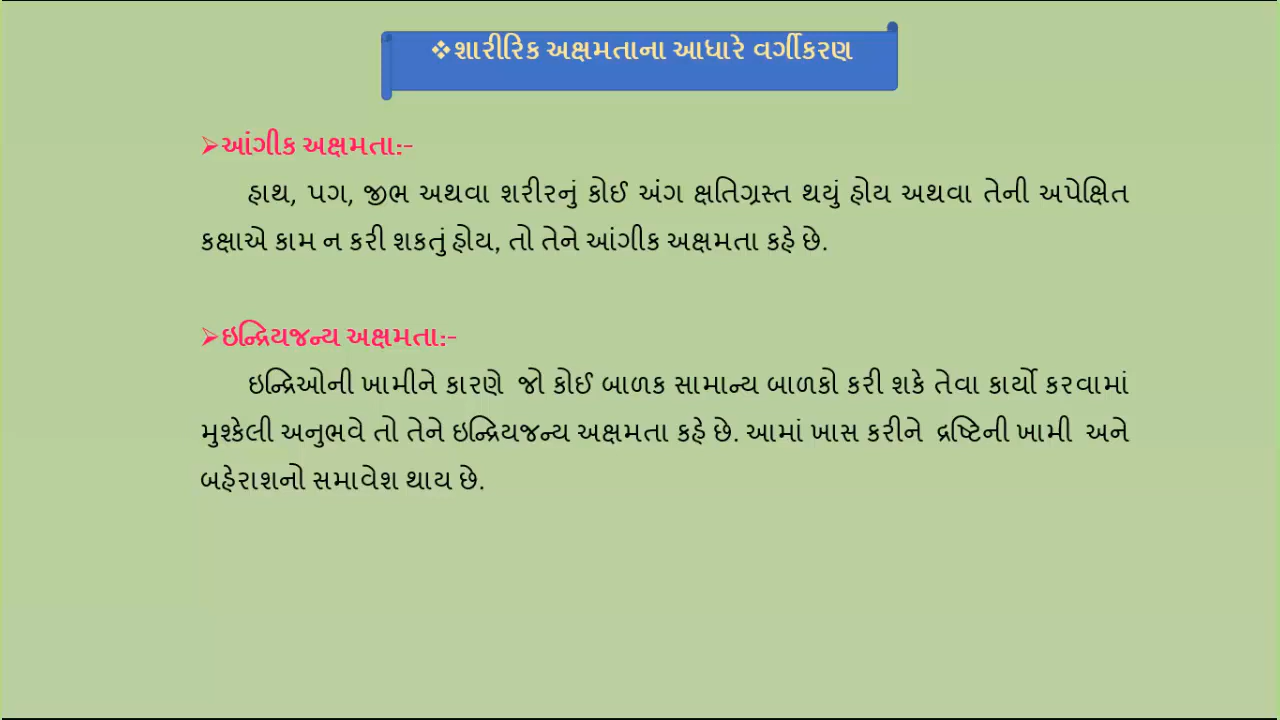 ❖શારીરિક અક્ષમતાના આધારે વર્ગીકરણ
➢આંગીક અક્ષમતા:-
હાથ, પગ, જીભ અથવા શરીરનું કોઈ અંગ ક્ષતિગ્રસ્ત થયું હોય અથવા તેની અપેક્ષિત
કક્ષાએ કામ ન કરી શકતું હોય, તો તેને આંગીક અક્ષમતા કહે છે.
➢ઇન્દ્રિયજન્ય અક્ષમતા:-
ઇન્દ્રિઓની ખામીને કારણે જો કોઈ બાળક સામાન્ય બાળકો કરી શકે તેવા કાર્યો કરવામાં
મુશ્કેલી અનુભવે તો તેને ઇન્દ્રિયજન્ય અક્ષમતા કહે છે. આમાં ખાસ કરીને દ્રષ્ટિની ખામી અને
બહેરાશનો સમાવેશ થાય છે.